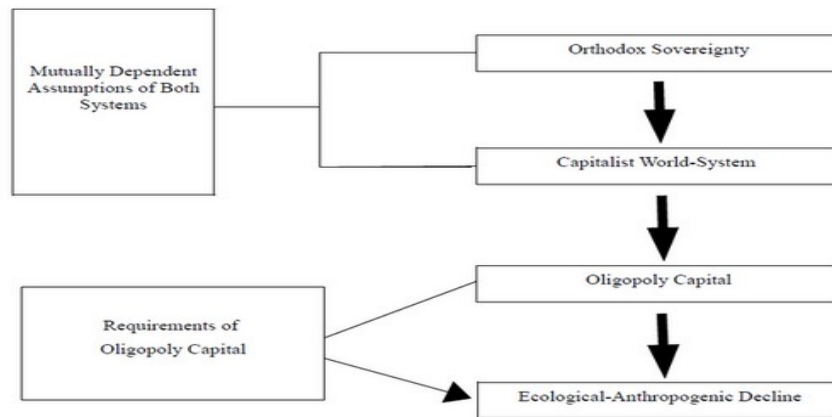 Mutually Dependent
Assumptions of Both
Systems
Orthodox Sovereignty
Capitalist World-System
Oligopoly Capital
Requirements of
Oligopoly Capital
Ecological-Anthropogenic Decline